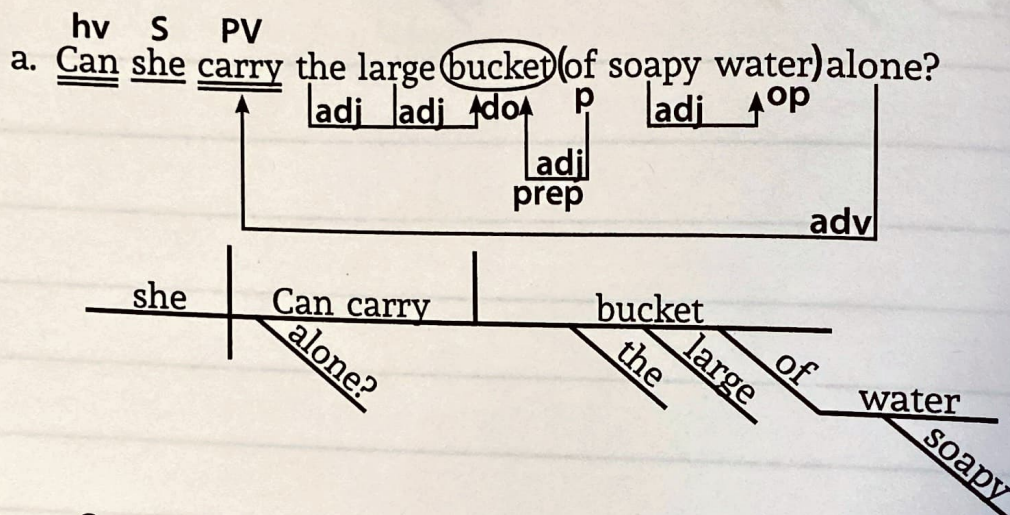 hv S PV
a. Can she carry the large bucket (of soapy water) alone?
adj adj do p adj op
adj
prep
adv
she Can carry bucket
alone? the large of
water
soapy